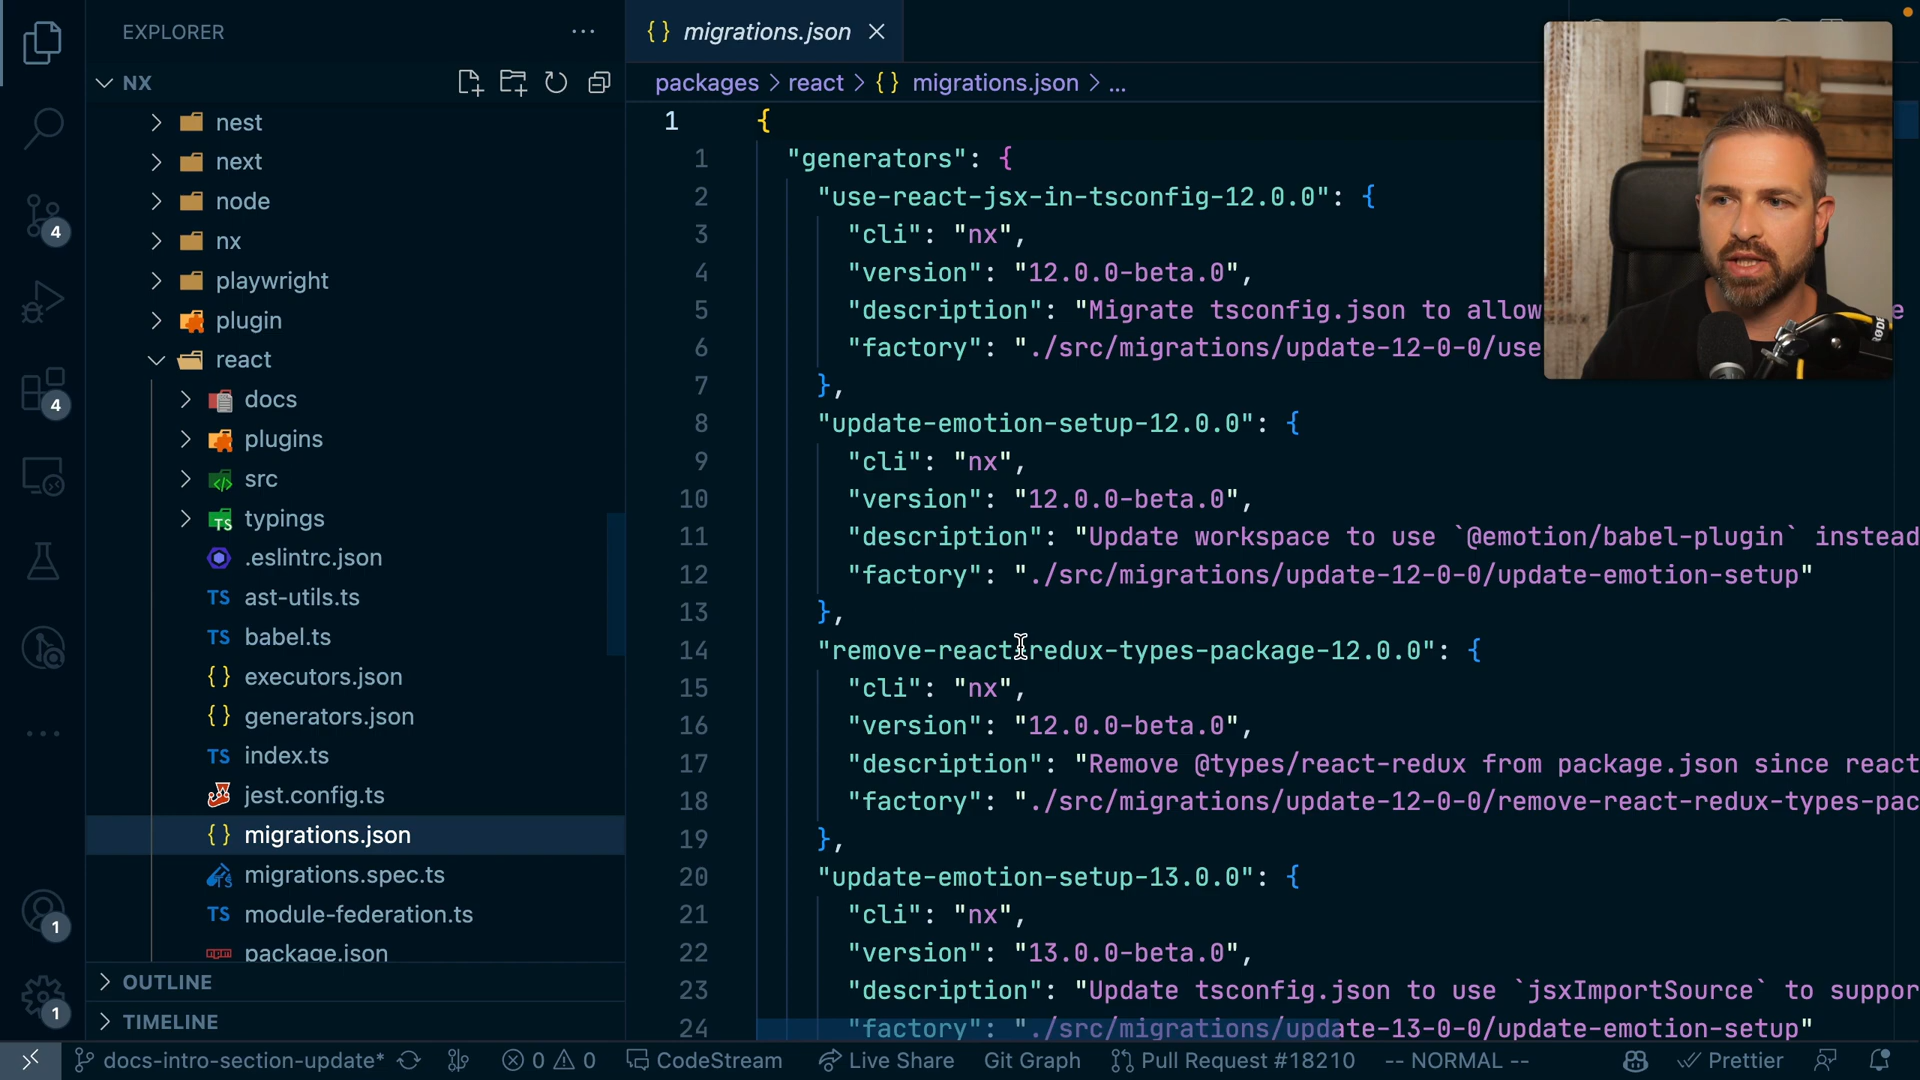 EXPLORER
NX
nest
next
node
nx
playwright
plugin
react
docs
plugins
src
typings
.eslintrc.json
TS ast-utils.ts
TS babel.ts
{ } executors.json
{ } generators.json
TS index.ts
jest.config.ts
{ } migrations.json
migrations.spec.ts
TS module-federation.ts
package.json
OUTLINE
TIMELINE
4
4
1
1
{ } migrations.json
packages > react > { } migrations.json > ...
1 {
1 "generators": {
2 "use-react-jsx-in-tsconfig-12.0.0": {
3 "cli": "nx",
4 "version": "12.0.0-beta.0",
5 "description": "Migrate tsconfig.json to allow
6 "factory": "./src/migrations/update-12-0-0/use
7 },
8 "update-emotion-setup-12.0.0": {
9 "cli": "nx",
10 "version": "12.0.0-beta.0",
11 "description": "Update workspace to use `@emotion/babel-plugin` instead
12 "factory": "./src/migrations/update-12-0-0/update-emotion-setup"
13 },
14 "remove-react-redux-types-package-12.0.0": {
15 "cli": "nx",
16 "version": "12.0.0-beta.0",
17 "description": "Remove @types/react-redux from package.json since react
18 "factory": "./src/migrations/update-12-0-0/remove-react-redux-types-pac
19 },
20 "update-emotion-setup-13.0.0": {
21 "cli": "nx",
22 "version": "13.0.0-beta.0",
23 "description": "Update tsconfig.json to use `jsxImportSource` to suppor
24 "factory": "./src/migrations/update-13-0-0/update-emotion-setup"
RØDE
docs-intro-section-update* 0 0 CodeStream Live Share Git Graph Pull Request #18210 -- NORMAL -- Prettier